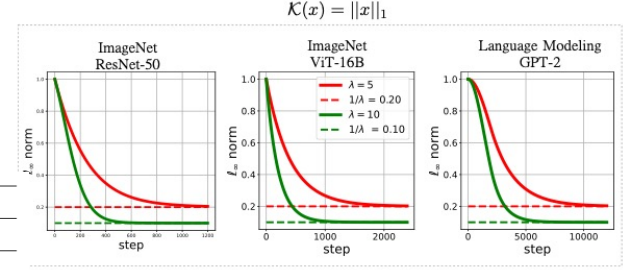 𝒦(x) = ||x||₁
ImageNet
ResNet-50
1.0
0.8
0.6
0.4
0.2
ℓ∞ norm
0
200
400
600
800
1000
1200
step
ImageNet
ViT-16B
1.0
0.8
0.6
0.4
0.2
ℓ∞ norm
λ = 5
1/λ = 0.20
λ = 10
1/λ = 0.10
0
1000
2000
step
Language Modeling
GPT-2
1.0
0.8
0.6
0.4
0.2
ℓ∞ norm
0
5000
10000
step